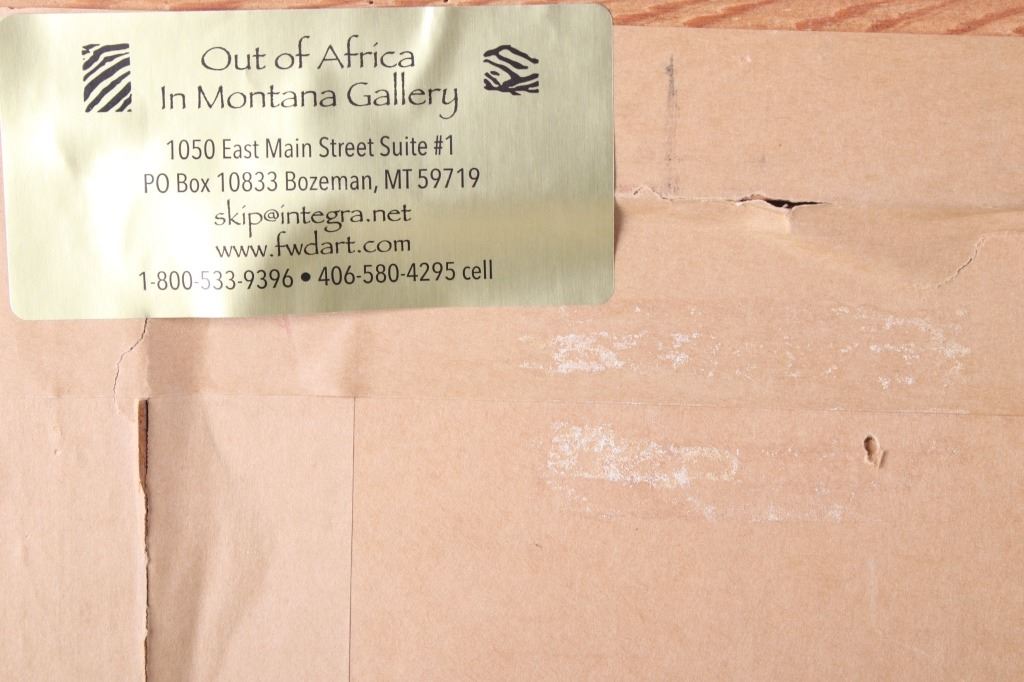 Out of Africa
In Montana Gallery
1050 East Main Street Suite #1
PO Box 10833 Bozeman, MT 59719
skip@integra.net
www.fwdart.com
1-800-533-9396 • 406-580-4295 cell